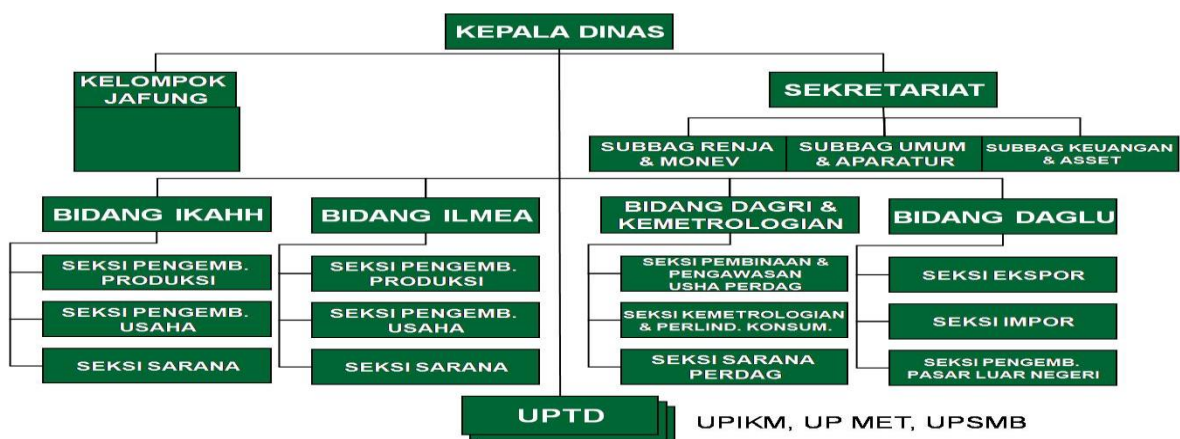 KEPALA DINAS
KELOMPOK
JAFUNG
SEKRETARIAT
SUBBAG RENJA
& MONEV
SUBBAG UMUM
& APARATUR
SUBBAG KEUANGAN
& ASSET
BIDANG IKAHH
SEKSI PENGEMB.
PRODUKSI
SEKSI PENGEMB.
USAHA
SEKSI SARANA
BIDANG ILMEA
SEKSI PENGEMB.
PRODUKSI
SEKSI PENGEMB.
USAHA
SEKSI SARANA
BIDANG DAGRI &
KEMETROLOGIAN
SEKSI PEMBINAAN &
PENGAWASAN
USHA PERDAG
SEKSI KEMETROLOGIAN
& PERLIND. KONSUM.
SEKSI SARANA
PERDAG
BIDANG DAGLU
SEKSI EKSPOR
SEKSI IMPOR
SEKSI PENGEMB.
PASAR LUAR NEGERI
UPTD
UPIKM, UP MET, UPSMB